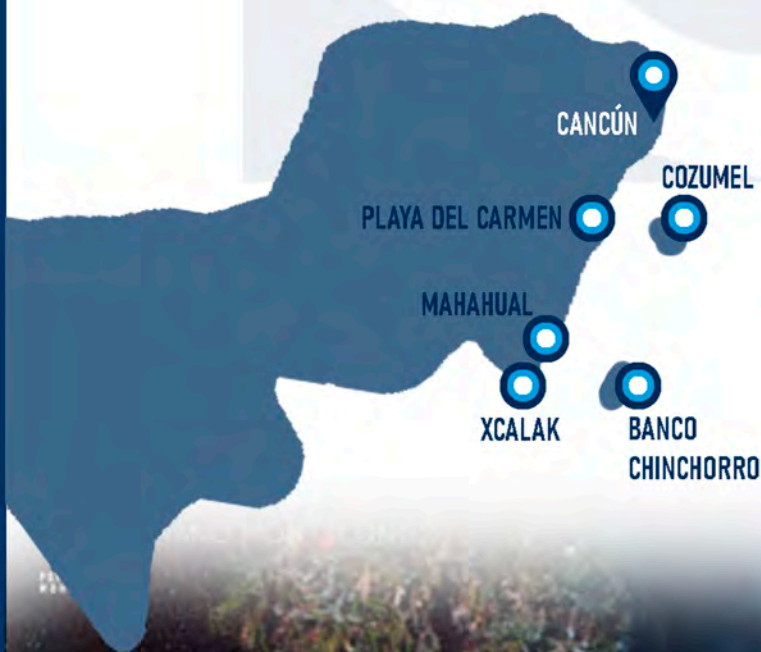 CANCÚN
COZUMEL
PLAYA DEL CARMEN
MAHAHUAL
XCALAK
BANCO
CHINCHORRO